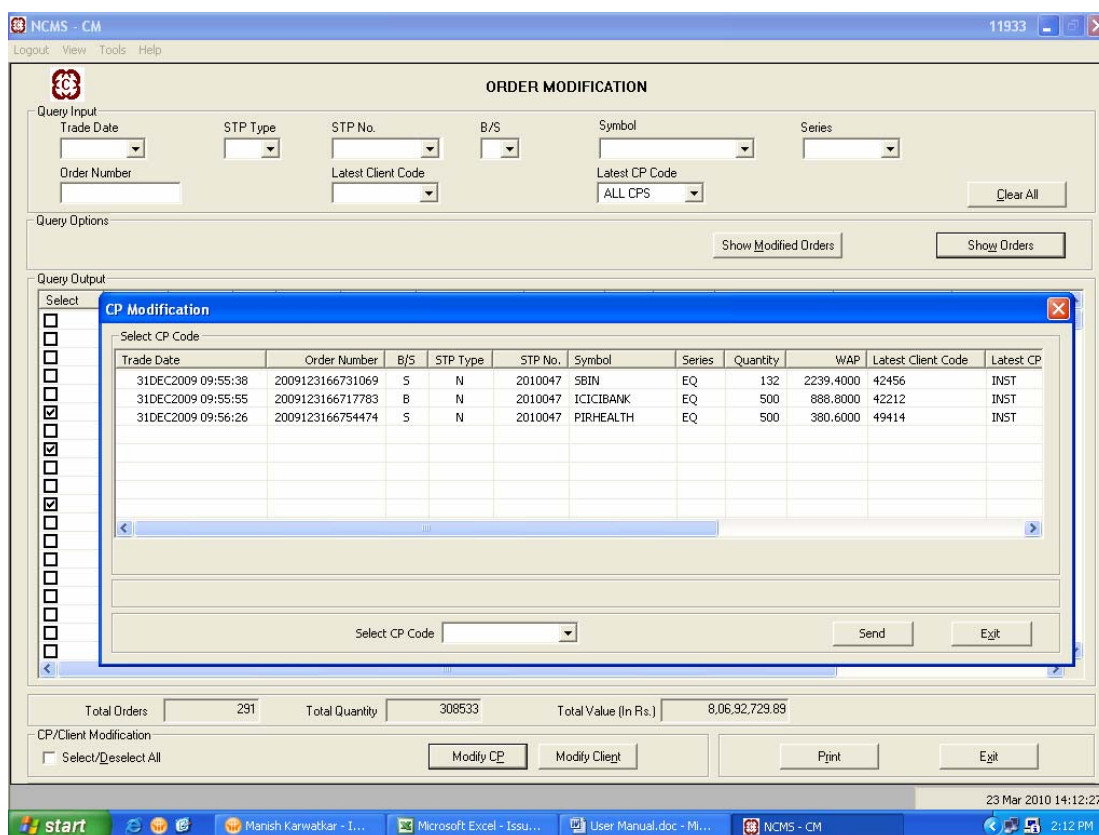 NCMS - CM 11933
Logout View Tools Help
ORDER MODIFICATION
Query Input
Trade Date STP Type STP No. B/S Symbol Series
Order Number Latest Client Code Latest CP Code
ALL CPS Clear All
Query Options
Show Modified Orders Show Orders
Query Output
Select
CP Modification
Select CP Code
Trade Date Order Number B/S STP Type STP No. Symbol Series Quantity WAP Latest Client Code Latest CP
31DEC2009 09:55:38 2009123166731069 S N 2010047 SBIN EQ 132 2239.4000 42456 INST
31DEC2009 09:55:55 2009123166717783 B N 2010047 ICICIBANK EQ 500 888.8000 42212 INST
31DEC2009 09:56:26 2009123166754474 S N 2010047 PIRHEALTH EQ 500 380.6000 49414 INST
Select CP Code Send Exit
Total Orders 291 Total Quantity 308533 Total Value (In Rs.) 8,06,92,729.89
CP/Client Modification
Select/Deselect All Modify CP Modify Client Print Exit
23 Mar 2010 14:12:27
start Manish Karwatkar - I... Microsoft Excel - Issu... User Manual.doc - Mi... NCMS - CM 2:12 PM